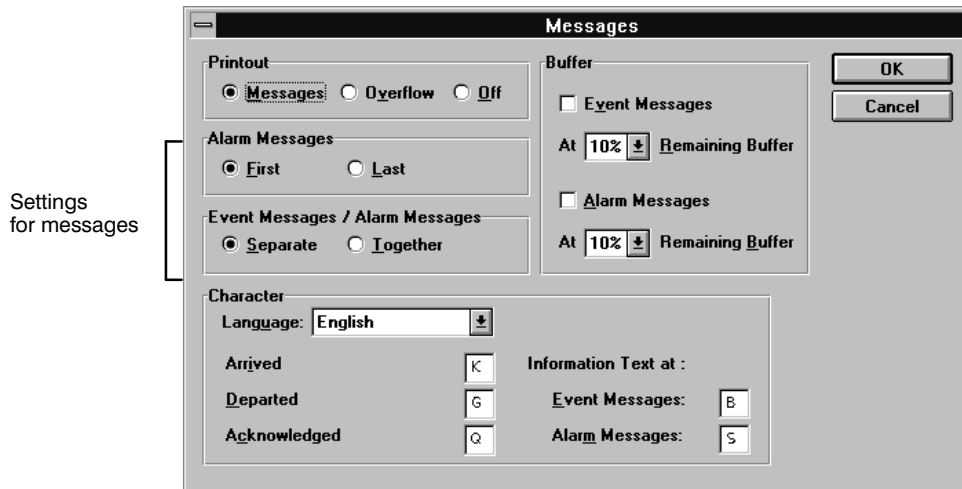 Messages
Printout
Messages Overflow Off
Alarm Messages
First Last
Event Messages / Alarm Messages
Separate Together
Settings
for messages
Buffer
Event Messages
At 10% Remaining Buffer
Alarm Messages
At 10% Remaining Buffer
OK
Cancel
Character
Language: English
Arrived K
Departed G
Acknowledged Q
Information Text at :
Event Messages: B
Alarm Messages: S